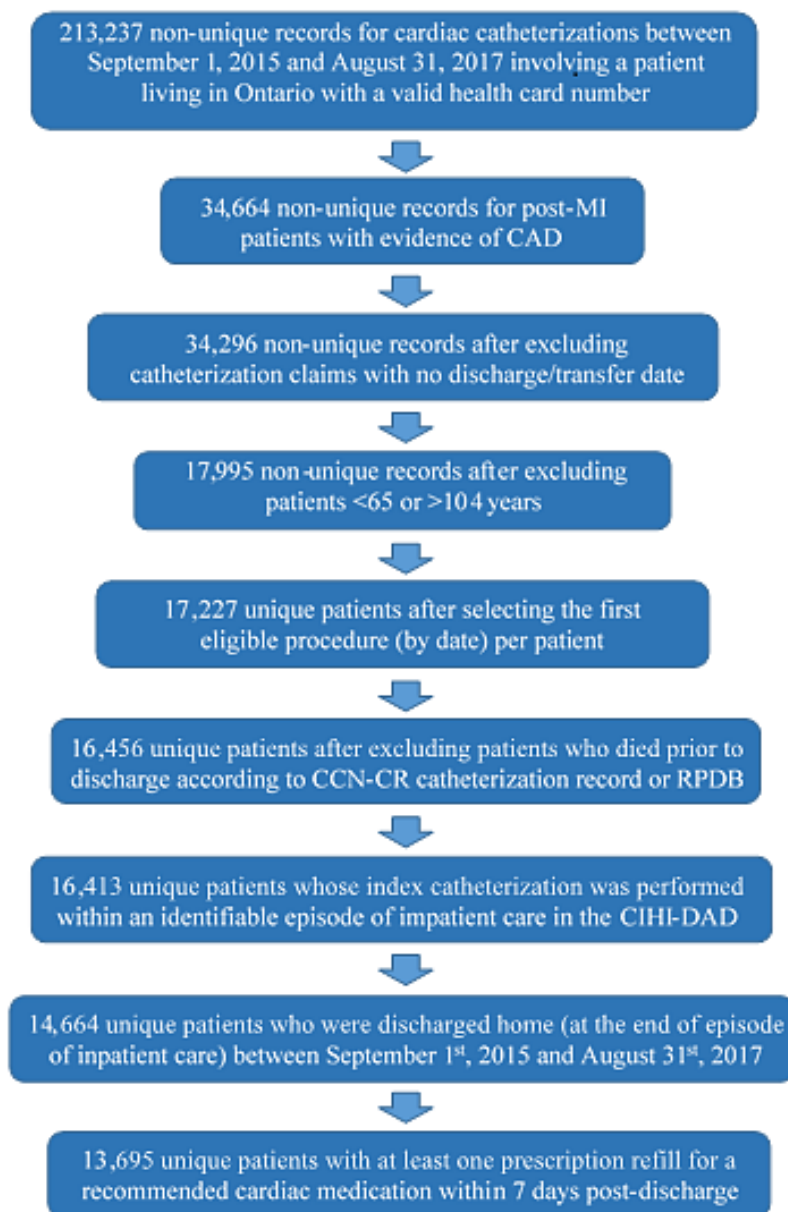 213,237 non-unique records for cardiac catheterizations between
September 1, 2015 and August 31, 2017 involving a patient
living in Ontario with a valid health card number
34,664 non-unique records for post-MI
patients with evidence of CAD
34,296 non-unique records after excluding
catheterization claims with no discharge/transfer date
17,995 non-unique records after excluding
patients <65 or >104 years
17,227 unique patients after selecting the first
eligible procedure (by date) per patient
16,456 unique patients after excluding patients who died prior to
discharge according to CCN-CR catheterization record or RPDB
16,413 unique patients whose index catheterization was performed
within an identifiable episode of impatient care in the CIHI-DAD
14,664 unique patients who were discharged home (at the end of episode
of inpatient care) between September 1st, 2015 and August 31st, 2017
13,695 unique patients with at least one prescription refill for a
recommended cardiac medication within 7 days post-discharge